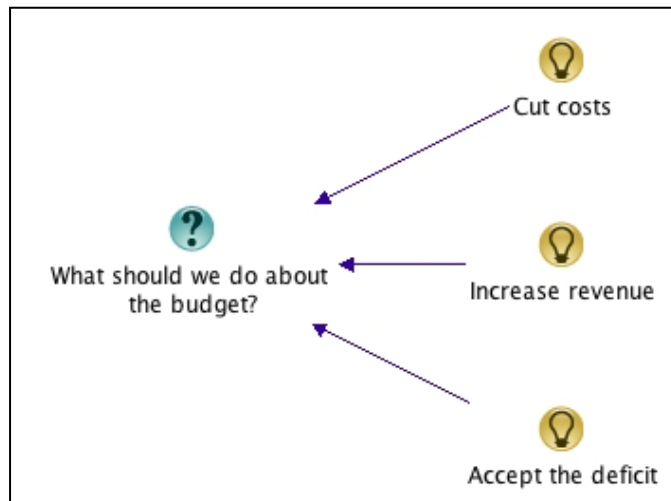 Cut costs
?
What should we do about
the budget?
Increase revenue
Accept the deficit